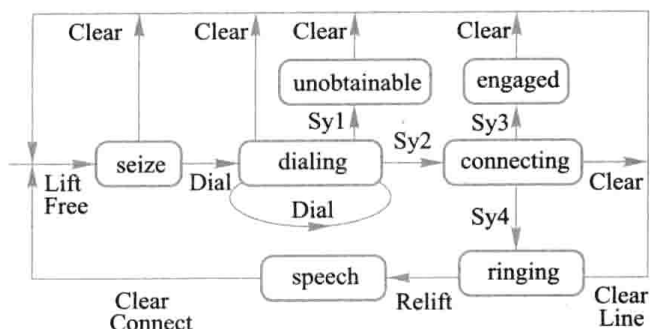 Clear
Clear
Clear
Clear
unobtainable
engaged
Sy1
Sy2
Sy3
seize
dialing
connecting
Lift
Free
Dial
Clear
Dial
Sy4
speech
ringing
Relift
Clear
Connect
Clear
Line